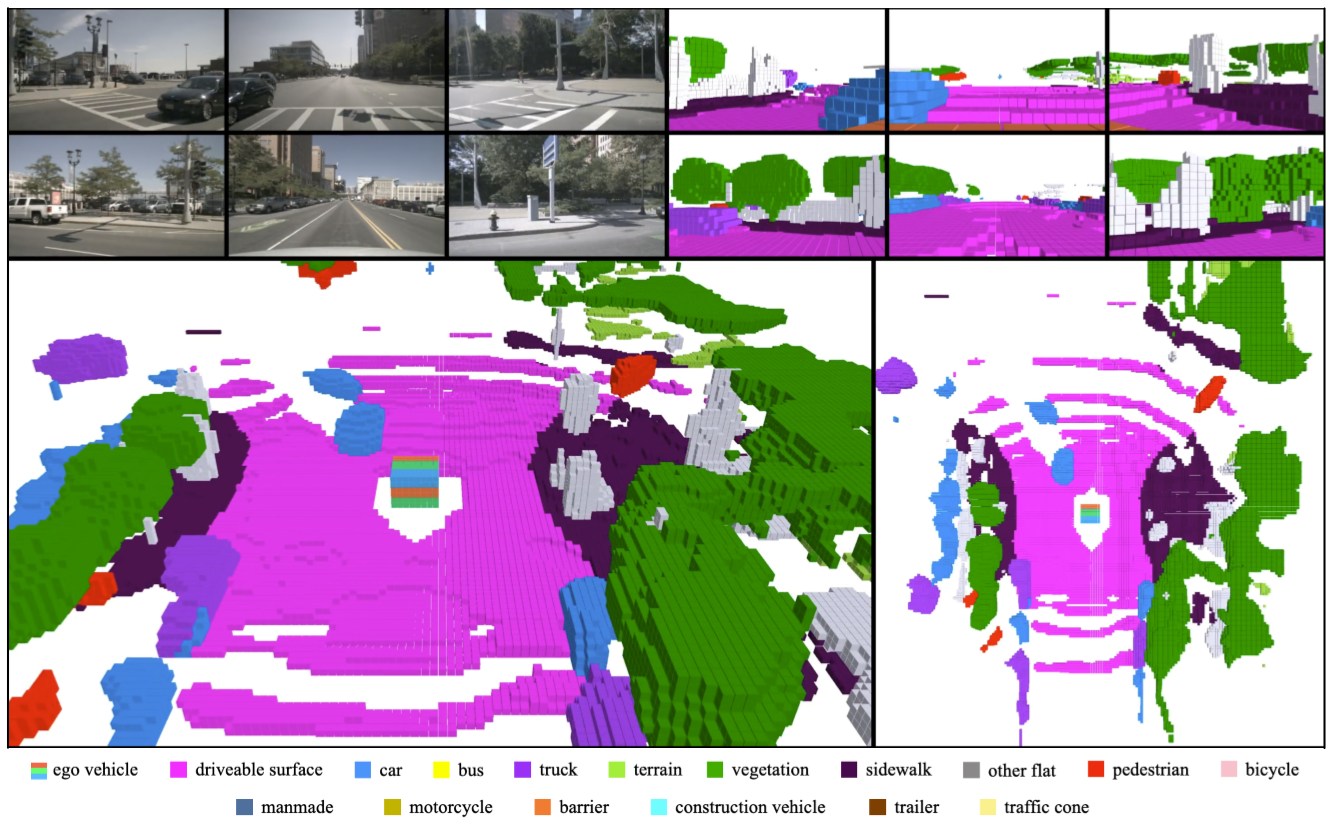 ego vehicle driveable surface car bus truck terrain vegetation sidewalk other flat pedestrian bicycle
manmade motorcycle barrier construction vehicle trailer traffic cone